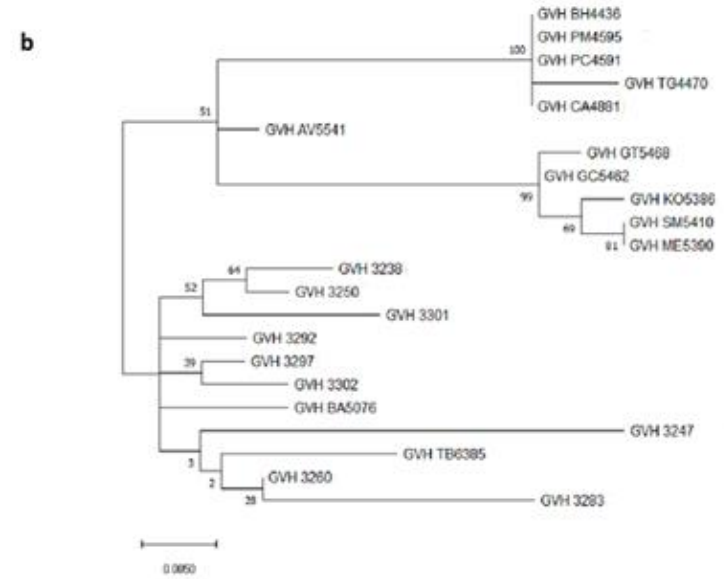 b
GVH BH4436
GVH PM4595
100
GVH PC4591
GVH TG4470
GVH CA4881
51
GVH AV5541
GVH GT5468
GVH GC5462
99
GVH KO5386
69
GVH SM5410
81
GVH ME5390
64
GVH 3238
52
GVH 3250
GVH 3301
GVH 3292
39
GVH 3297
GVH 3302
GVH BA5076
GVH 3247
3
GVH TB6385
2
GVH 3260
38
GVH 3283
0.0050